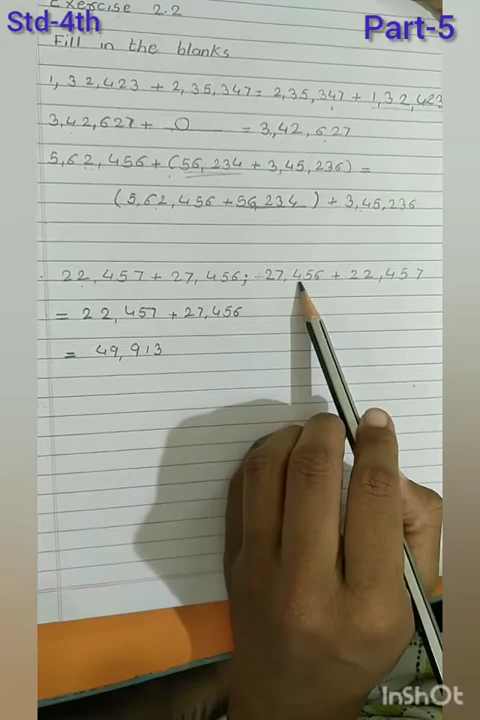 Exercise 2.2
Std-4th
Part-5
Fill in the blanks
1,32,423 + 2,35,347 = 2,35,347 + 1,32,423
3,42,627 + 0 = 3,42,627
5,62,456 + (56,234 + 3,45,236) =
(5,62,456 + 56,234) + 3,45,236
22,457 + 27,456; 27,456 + 22,457
= 22,457 + 27,456
= 49,913
InShOt